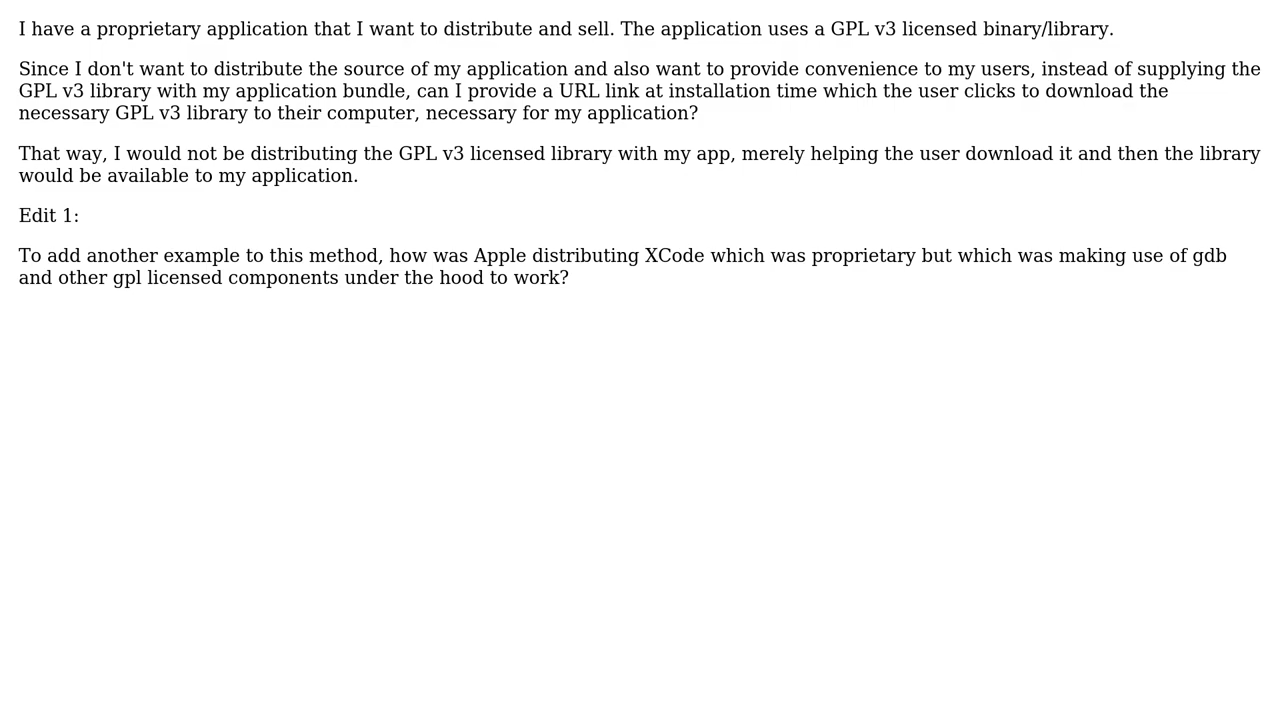 I have a proprietary application that I want to distribute and sell. The application uses a GPL v3 licensed binary/library.
Since I don't want to distribute the source of my application and also want to provide convenience to my users, instead of supplying the
GPL v3 library with my application bundle, can I provide a URL link at installation time which the user clicks to download the
necessary GPL v3 library to their computer, necessary for my application?
That way, I would not be distributing the GPL v3 licensed library with my app, merely helping the user download it and then the library
would be available to my application.
Edit 1:
To add another example to this method, how was Apple distributing XCode which was proprietary but which was making use of gdb
and other gpl licensed components under the hood to work?